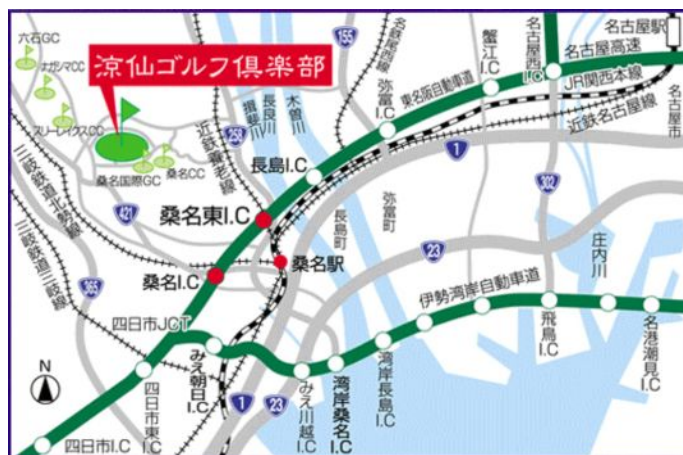 六石GC
ナガシマCC
スリーレイクスCC
涼仙ゴルフ倶楽部
桑名国際GC
桑名CC
三岐鉄道北勢線
三岐鉄道三岐線
近鉄養老線
258
揖斐川
長良川
木曽川
名鉄尾西線
155
弥富I.C
東名阪自動車道
蟹江I.C
名古屋西I.C
名古屋高速
名古屋駅
JR関西本線
近鉄名古屋線
名古屋市
長島I.C
1
302
421
桑名東I.C
長島町
弥富町
23
庄内川
365
桑名I.C
桑名駅
伊勢湾岸自動車道
四日市JCT
みえ朝日I.C
飛島I.C
名港潮見I.C
湾岸長島I.C
N
四日市東I.C
1
23
みえ川越I.C
湾岸桑名I.C
四日市I.C